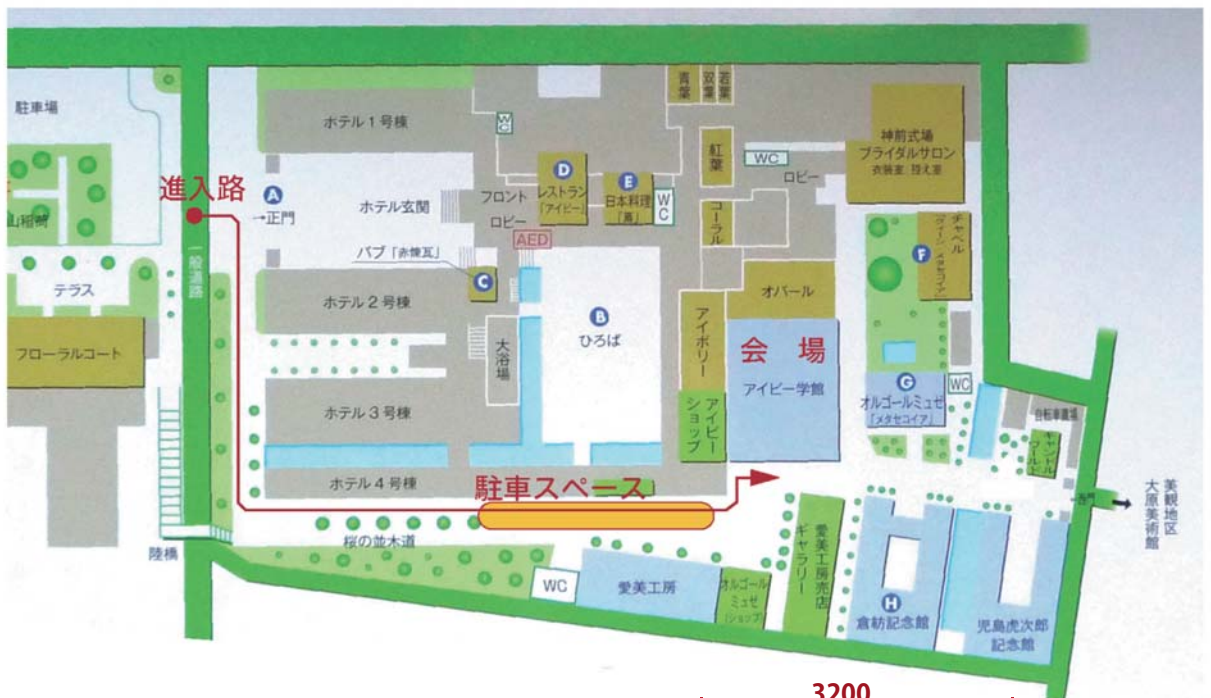 駐車場
ホテル1号棟
WC
青葉
双葉
若葉
紅葉
WC
ロビー
神前式場
ブライダルサロン
衣装室 控え室
進入路
A
→正門
ホテル玄関
フロント
ロビー
D
レストラン
「アイビー」
E
日本料理
「蔦」
WC
コーラル
AED
パブ「赤煉瓦」
C
F
チャペル
一般道路
テラス
ホテル2号棟
B
ひろば
オパール
アイボリー
フローラルコート
大浴場
会場
アイビー学館
G
オルゴールミュゼ
「メタセコイア」
WC
ホテル3号棟
アイビー
ショップ
自転車置場
キャンドル
ワールド
ホテル4号棟
駐車スペース
美観地区
大原美術館
陸橋
桜の並木道
WC
愛美工房
オルゴール
ミュゼ
(ショップ)
愛美工房売店
ギャラリー
H
倉紡記念館
児島虎次郎
記念館
3200